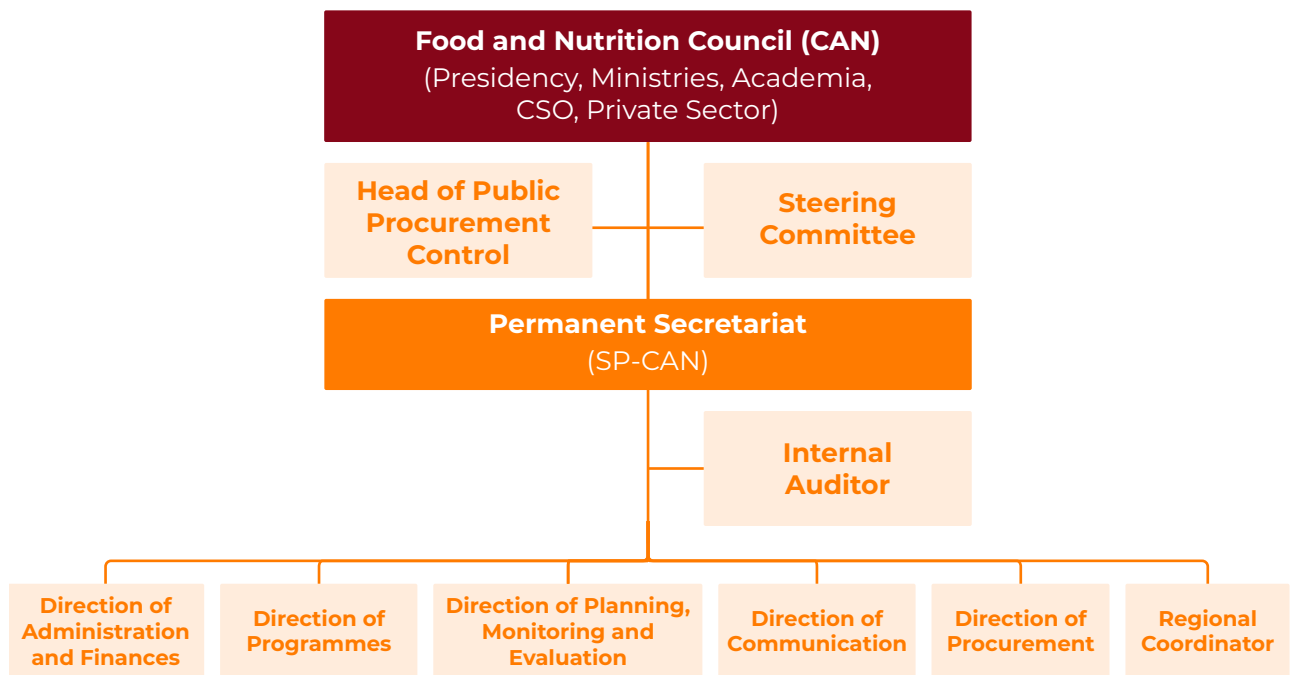 Food and Nutrition Council (CAN)
(Presidency, Ministries, Academia,
CSO, Private Sector)
Head of Public
Procurement
Control
Steering
Committee
Permanent Secretariat
(SP-CAN)
Internal
Auditor
Direction of
Administration
and Finances
Direction of
Programmes
Direction of Planning,
Monitoring and
Evaluation
Direction of
Communication
Direction of
Procurement
Regional
Coordinator